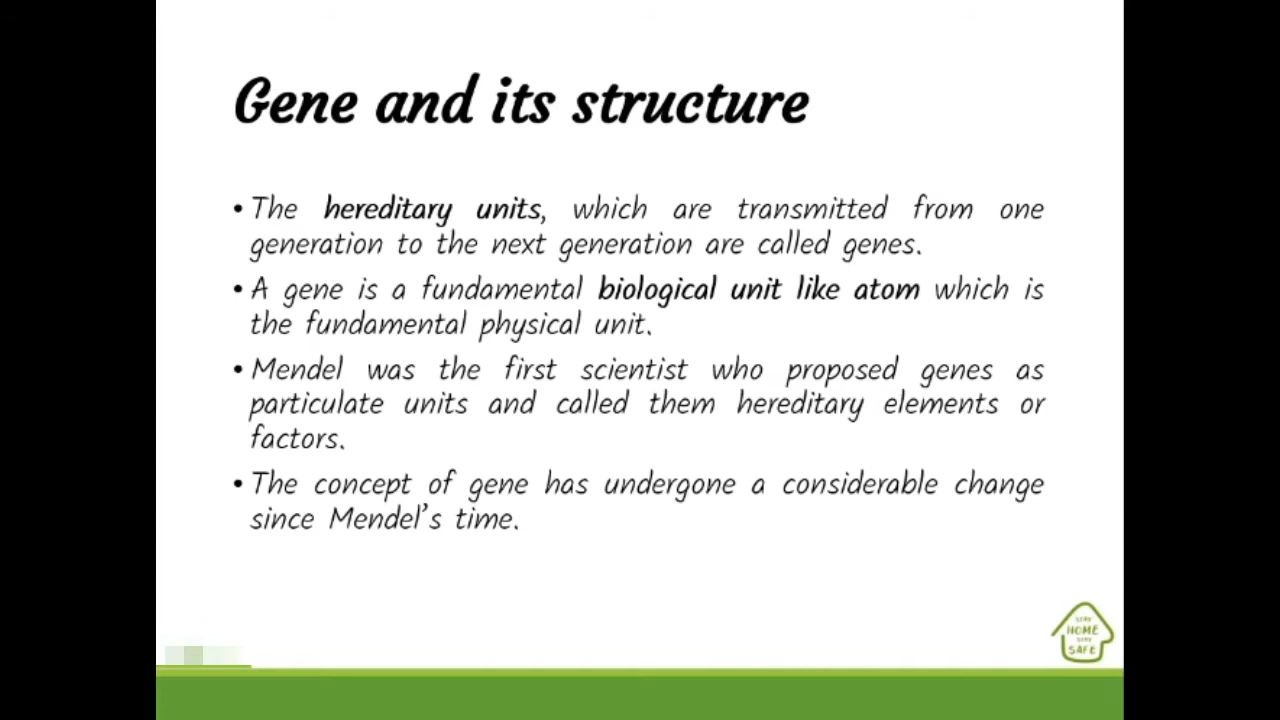 Gene and its structure
• The hereditary units, which are transmitted from one
generation to the next generation are called genes.
• A gene is a fundamental biological unit like atom which is
the fundamental physical unit.
• Mendel was the first scientist who proposed genes as
particulate units and called them hereditary elements or
factors.
• The concept of gene has undergone a considerable change
since Mendel's time.
STAY
HOME
STAY
SAFE